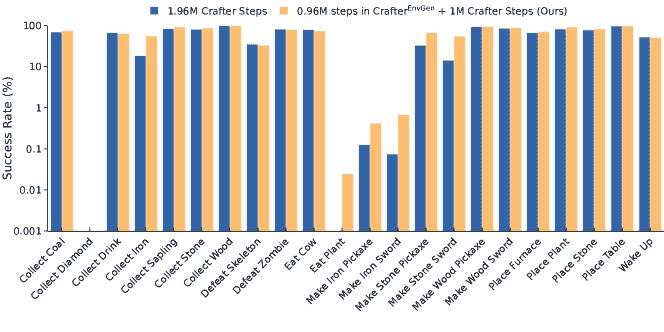 1.96M Crafter Steps
0.96M steps in Crafter^EnvGen + 1M Crafter Steps (Ours)
Success Rate (%)
100
10
1
0.1
0.01
0.001
Collect Coal
Collect Diamond
Collect Drink
Collect Iron
Collect Sapling
Collect Stone
Collect Wood
Defeat Skeleton
Defeat Zombie
Eat Cow
Eat Plant
Make Iron Pickaxe
Make Iron Sword
Make Stone Pickaxe
Make Stone Sword
Make Wood Pickaxe
Make Wood Sword
Place Furnace
Place Plant
Place Stone
Place Table
Wake Up